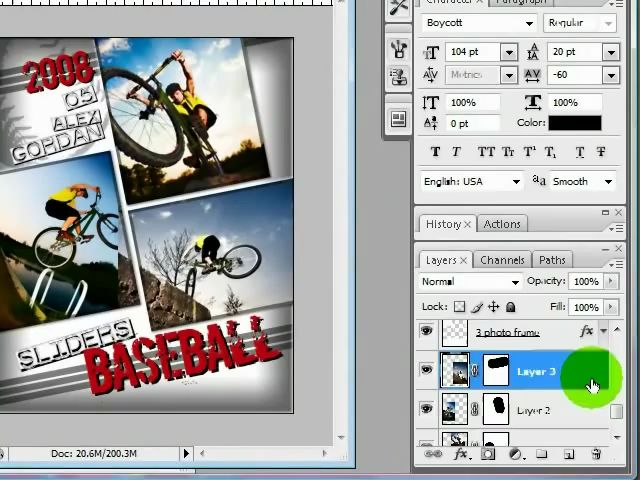 Character × Paragraph
Boycott Regular
104 pt 20 pt
Metrics -60
100% 100%
0 pt Color:
T T TT Tr T¹ T₁ T T
English: USA aa Smooth
History × Actions
Layers × Channels Paths
Normal Opacity: 100%
Lock: Fill: 100%
3 photo frame fx
Layer 3
Layer 2
fx
2008
05
ALEX
GORDAN
SLIDERS
BASEBALL
Doc: 20.6M/200.3M